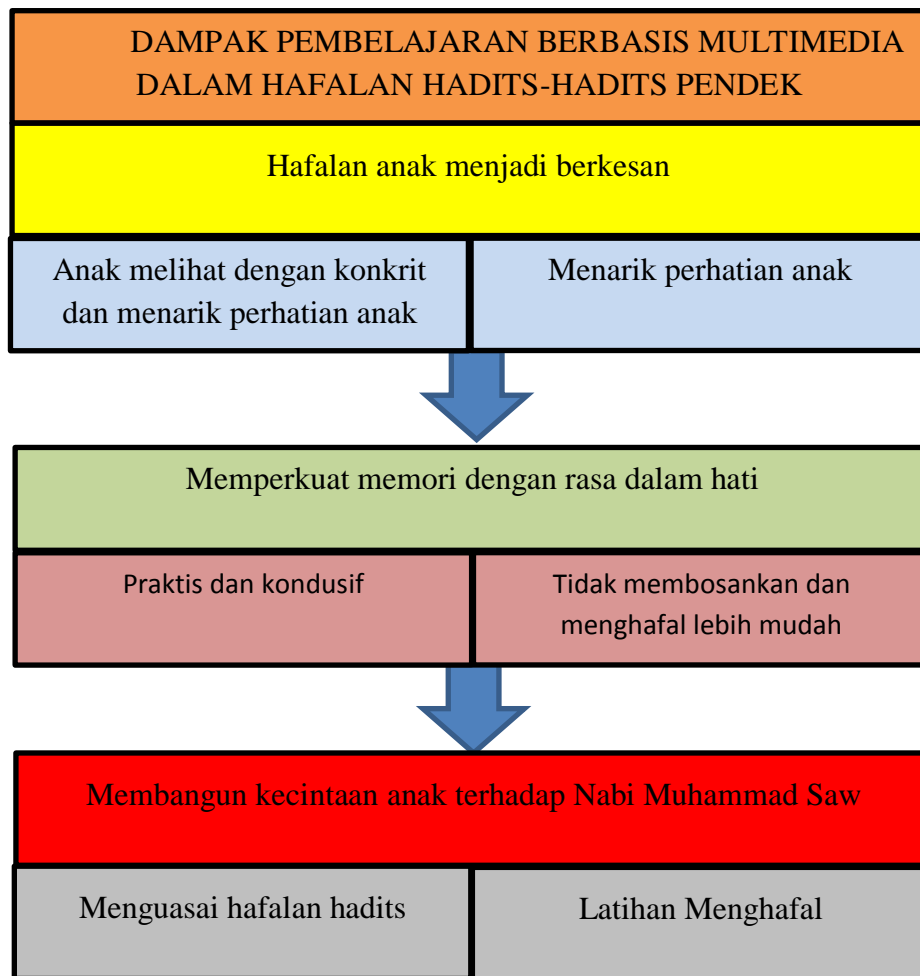 DAMPAK PEMBELAJARAN BERBASIS MULTIMEDIA
DALAM HAFALAN HADITS-HADITS PENDEK
Hafalan anak menjadi berkesan
Anak melihat dengan konkrit
dan menarik perhatian anak
Menarik perhatian anak
Memperkuat memori dengan rasa dalam hati
Praktis dan kondusif
Tidak membosankan dan
menghafal lebih mudah
Membangun kecintaan anak terhadap Nabi Muhammad Saw
Menguasai hafalan hadits
Latihan Menghafal